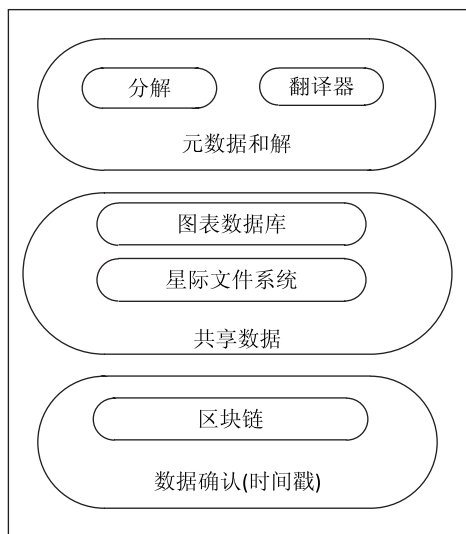 分解
翻译器
元数据和解
图表数据库
星际文件系统
共享数据
区块链
数据确认(时间戳)